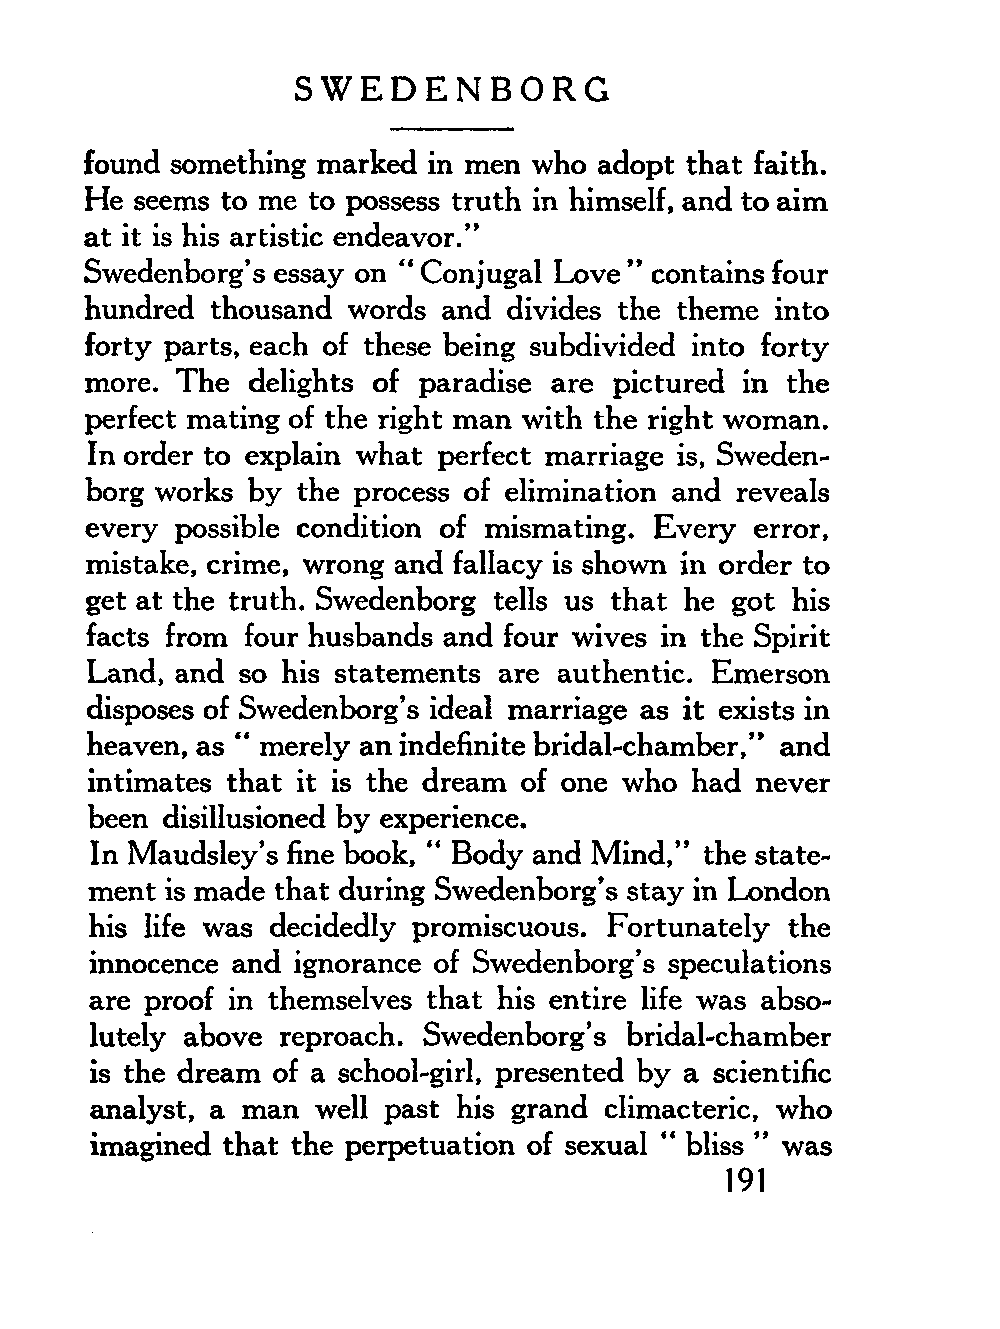 SWEDENBORG
found something marked in men who adopt that faith.
He seems to me to possess truth in himself, and to aim
at it is his artistic endeavor.”
Swedenborg’s essay on “Conjugal Love” contains four
hundred thousand words and divides the theme into
forty parts, each of these being subdivided into forty
more. The delights of paradise are pictured in the
perfect mating of the right man with the right woman.
In order to explain what perfect marriage is, Sweden-
borg works by the process of elimination and reveals
every possible condition of mismating. Every error,
mistake, crime, wrong and fallacy is shown in order to
get at the truth. Swedenborg tells us that he got his
facts from four husbands and four wives in the Spirit
Land, and so his statements are authentic. Emerson
disposes of Swedenborg’s ideal marriage as it exists in
heaven, as “ merely an indefinite bridal-chamber,” and
intimates that it is the dream of one who had never
been disillusioned by experience.
In Maudsley’s fine book, “ Body and Mind,” the state-
ment is made that during Swedenborg’s stay in London
his life was decidedly promiscuous. Fortunately the
innocence and ignorance of Swedenborg’s speculations
are proof in themselves that his entire life was abso-
lutely above reproach. Swedenborg’s bridal-chamber
is the dream of a school-girl, presented by a scientific
analyst, a man well past his grand climacteric, who
imagined that the perpetuation of sexual “ bliss ” was
191